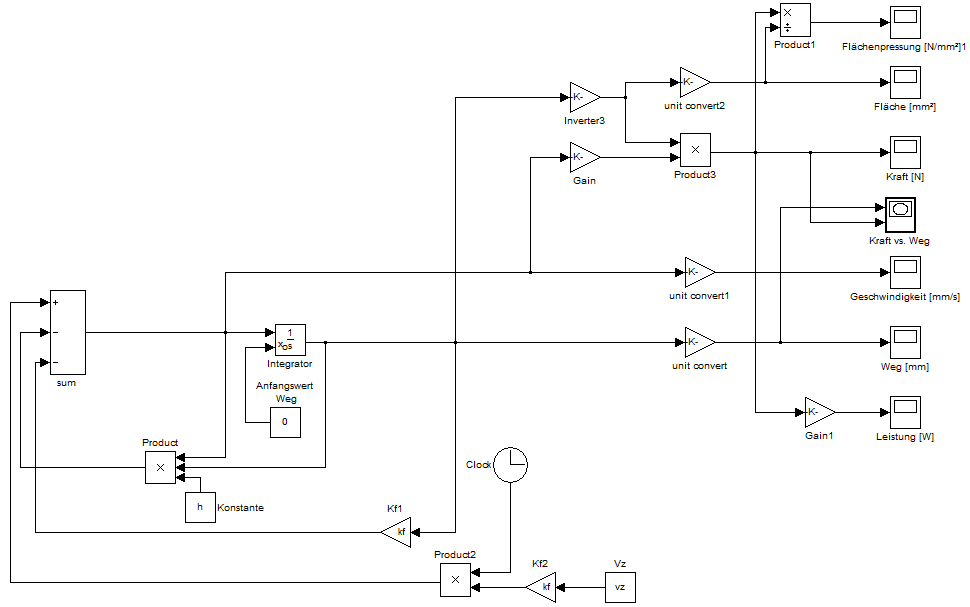 ×
÷
Product1
Flächenpressung [N/mm²]1
K-
unit convert2
Fläche [mm²]
K-
Inverter3
×
Product3
Kraft [N]
K-
Gain
Kraft vs. Weg
K-
unit convert1
Geschwindigkeit [mm/s]
+
−
−
sum
1
s
xo
Integrator
K-
unit convert
Weg [mm]
Anfangswert
Weg
0
K-
Gain1
Leistung [W]
Product
×
Clock
h
Konstante
Kf1
kf
Product2
×
Kf2
kf
Vz
vz